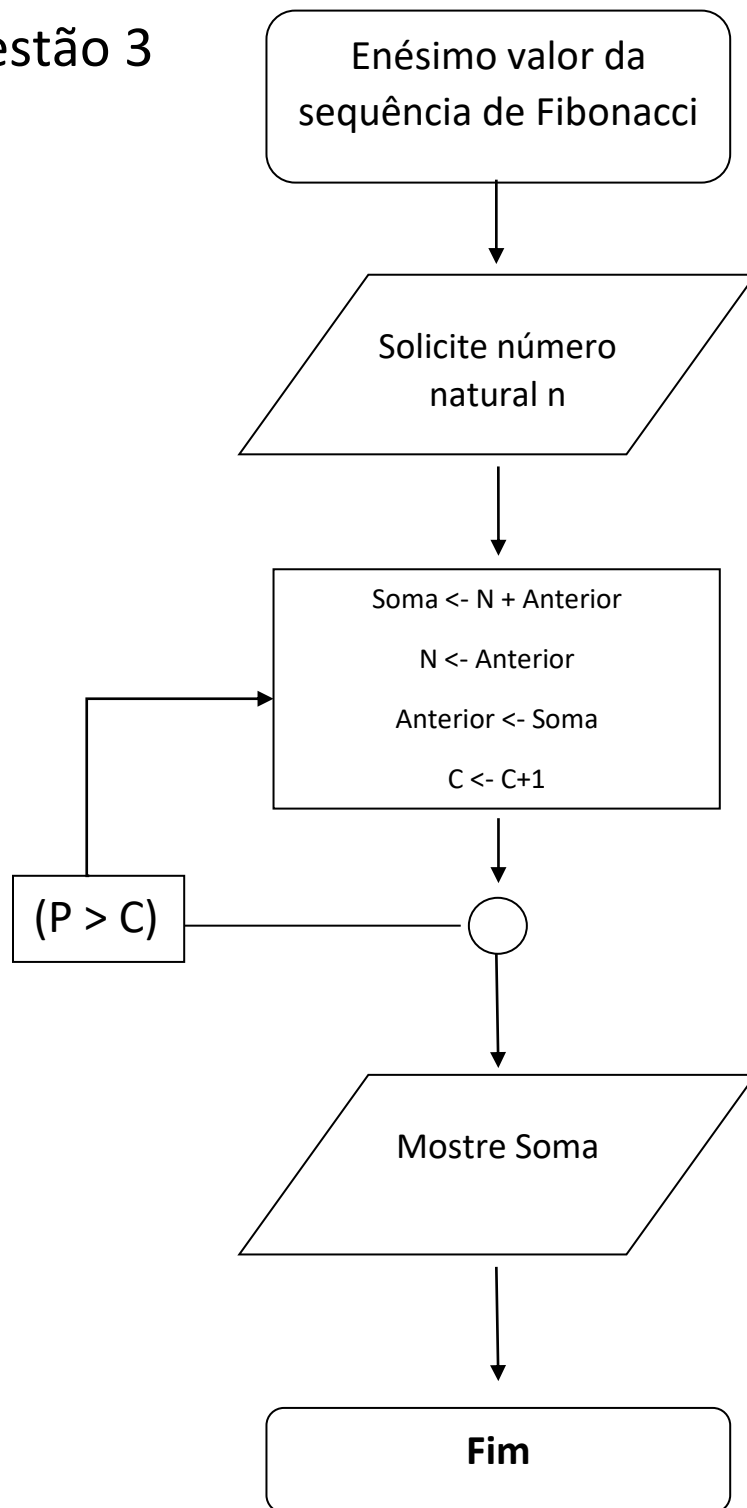 estão 3
Enésimo valor da
sequência de Fibonacci
Solicite número
natural n
Soma <- N + Anterior
N <- Anterior
Anterior <- Soma
C <- C+1
(P > C)
Mostre Soma
Fim